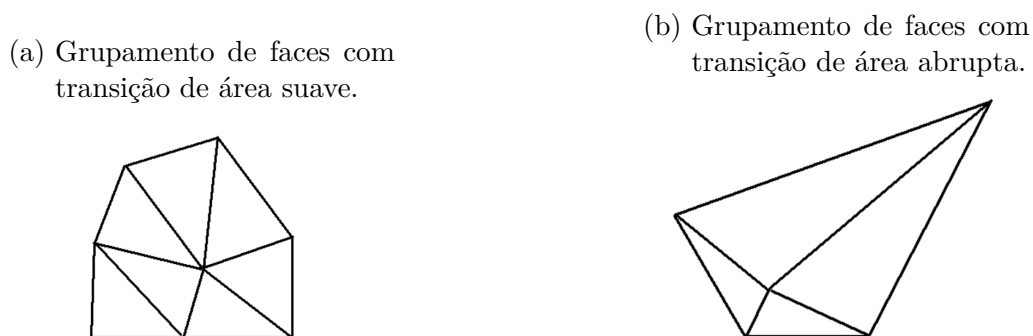 (a) Grupamento de faces com
transição de área suave.
(b) Grupamento de faces com
transição de área abrupta.